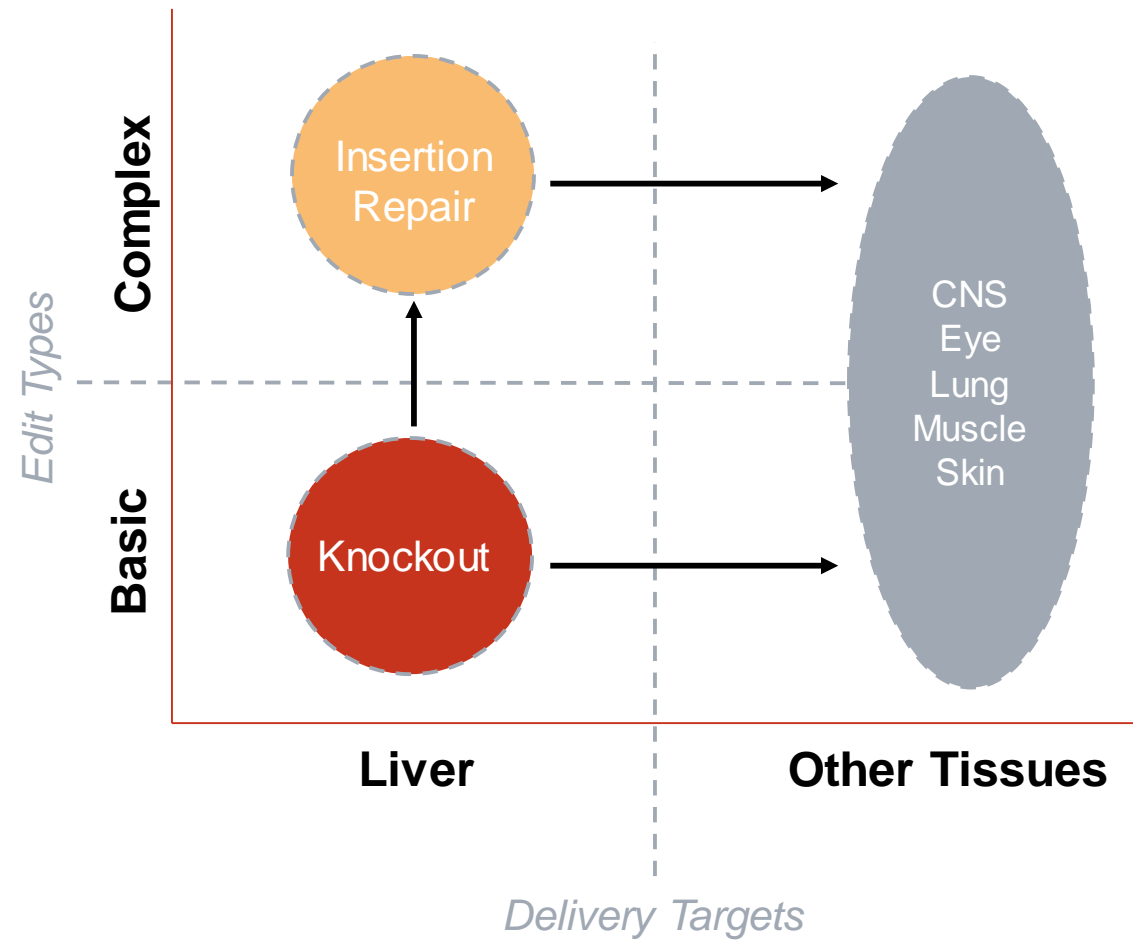 Complex
Basic
Edit Types
Insertion
Repair
Knockout
CNS
Eye
Lung
Muscle
Skin
Liver
Other Tissues
Delivery Targets